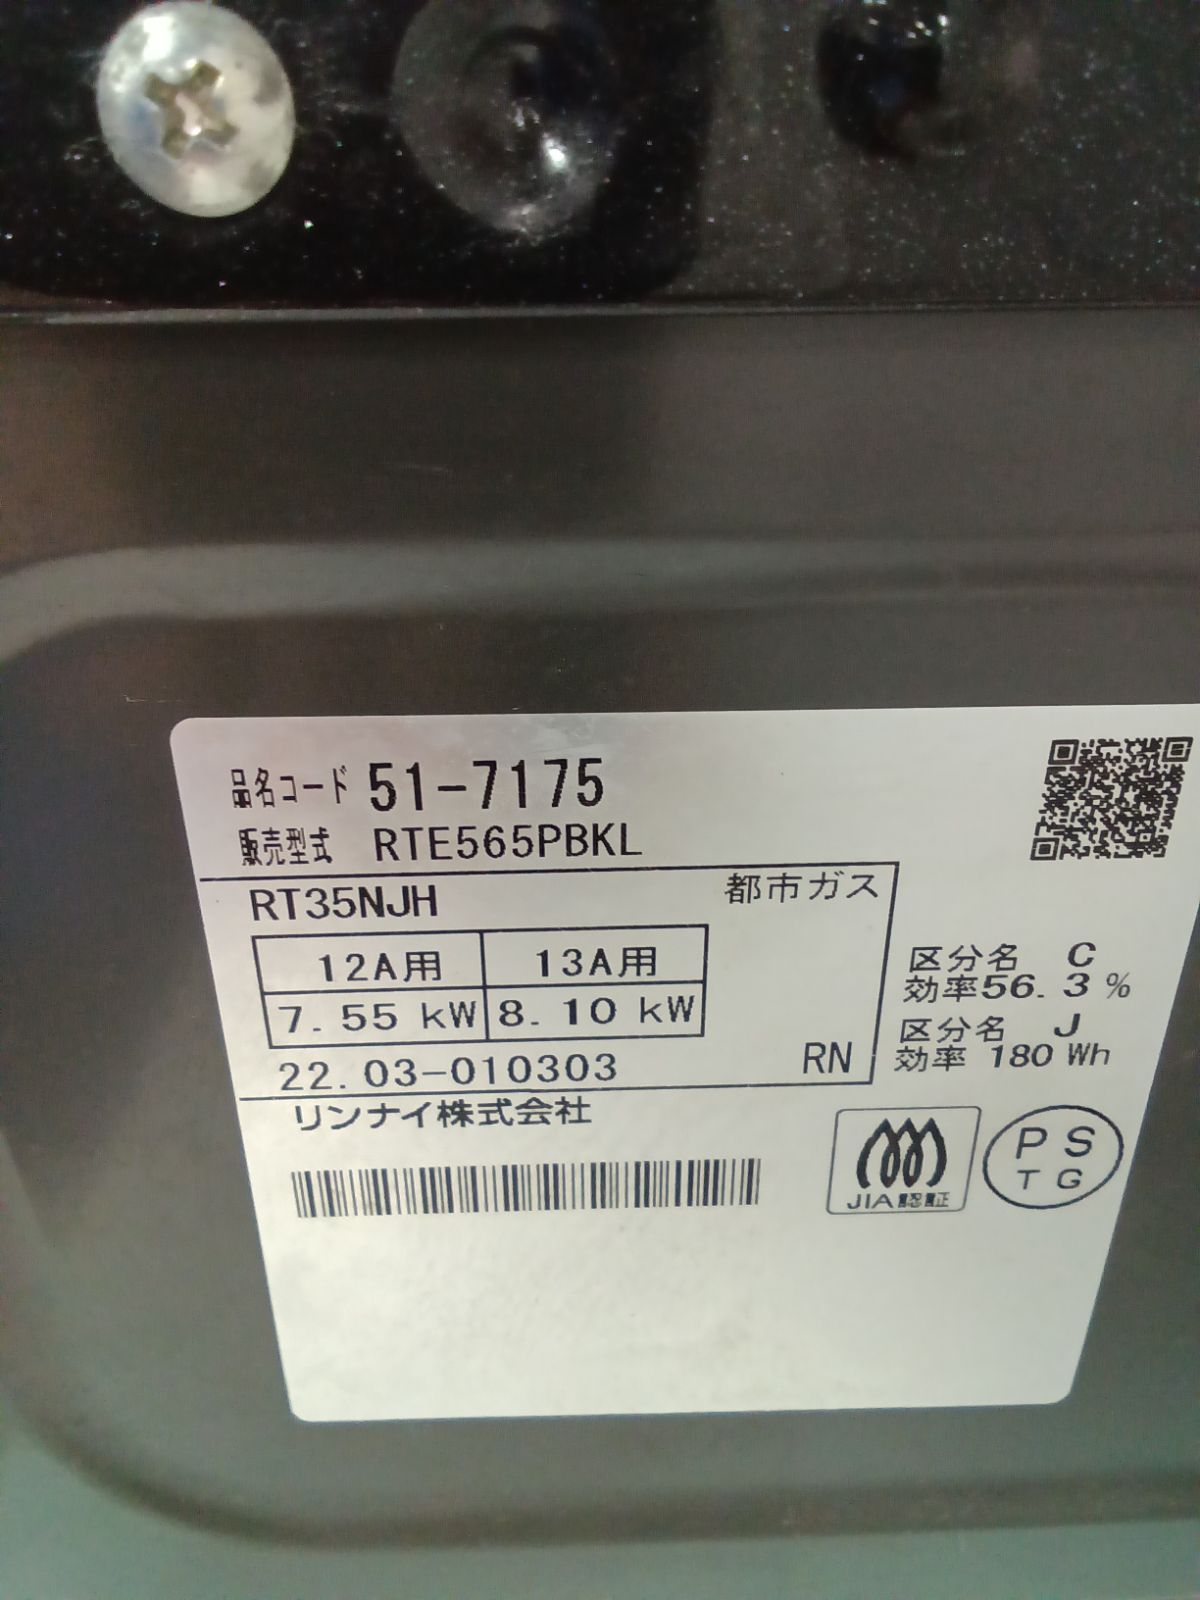 品名コード 51-7175
販売型式 RTE565PBKL
RT35NJH 都市ガス
12A用 13A用
7.55 kW 8.10 kW
22.03-010303 RN
リンナイ株式会社
区分名 C
効率56.3%
区分名 J
効率 180 Wh
JIA認証
PS
TG